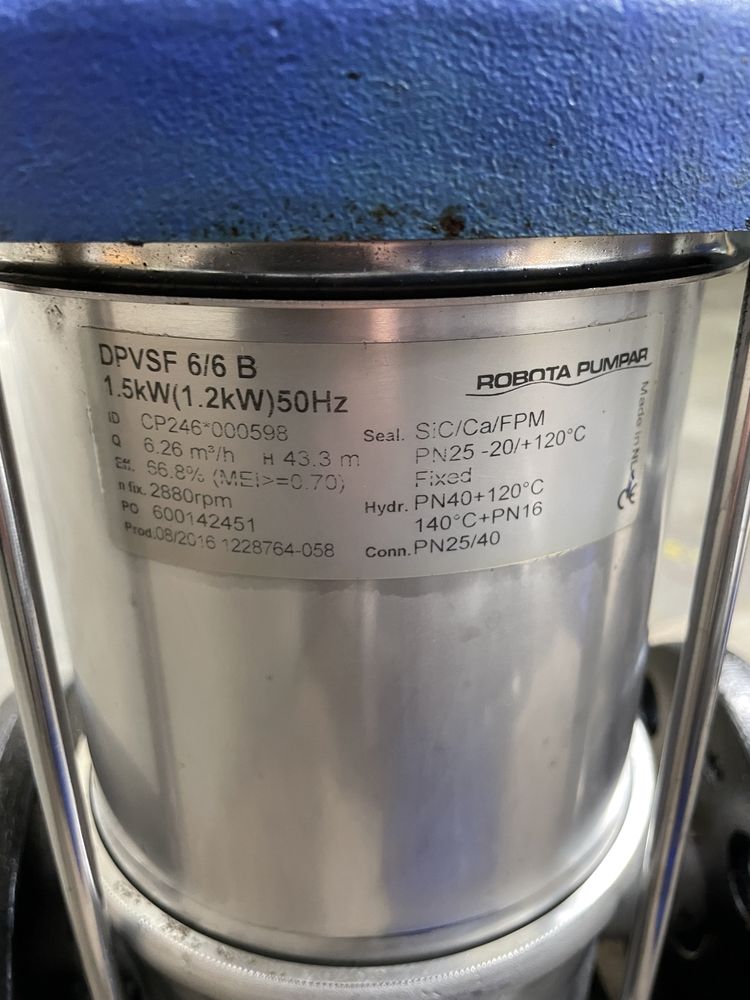 DPVSF 6/6 B
1.5kW(1.2kW)50Hz
ID CP246*000598
Q 6.26 m³/h H 43.3 m
Eff. 66.8% (MEI>=0.70)
n fix. 2880rpm
PO 600142451
Prod.08/2016 1228764-058
ROBOTA PUMPAR
Seal. SiC/Ca/FPM
PN25 -20/+120°C
Fixed
Hydr. PN40+120°C
140°C+PN16
Conn. PN25/40
Made in NL
CE